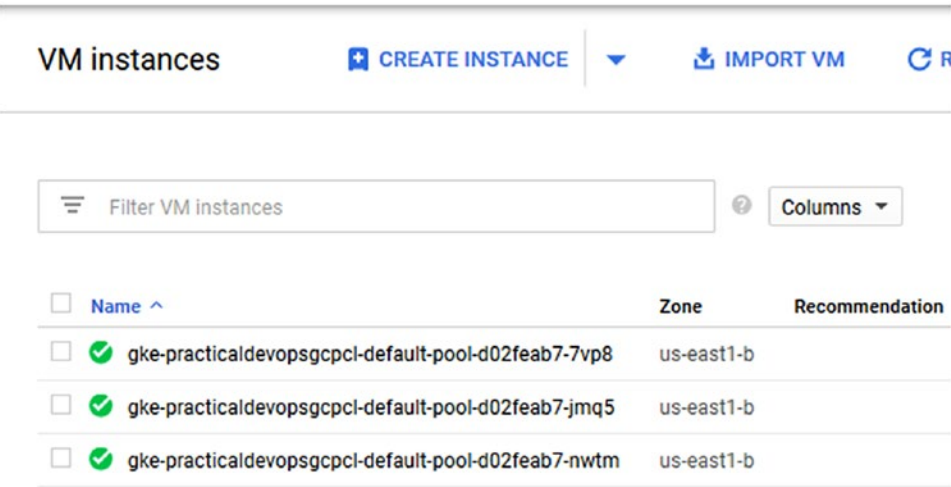 VM instances CREATE INSTANCE IMPORT VM R
Filter VM instances ? Columns
Name Zone Recommendation
gke-practicaldevopsgcpcl-default-pool-d02feab7-7vp8 us-east1-b
gke-practicaldevopsgcpcl-default-pool-d02feab7-jmq5 us-east1-b
gke-practicaldevopsgcpcl-default-pool-d02feab7-nwtm us-east1-b